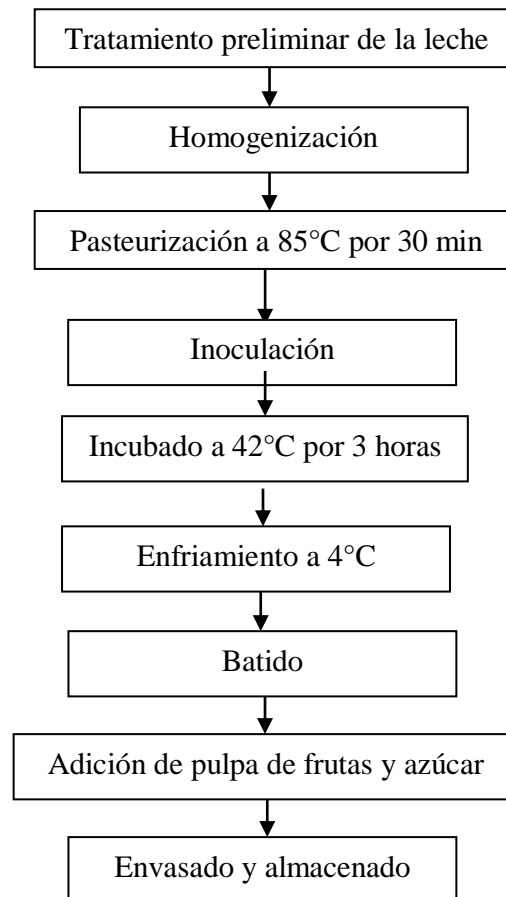 Tratamiento preliminar de la leche
Homogenización
Pasteurización a 85°C por 30 min
Inoculación
Incubado a 42°C por 3 horas
Enfriamiento a 4°C
Batido
Adición de pulpa de frutas y azúcar
Envasado y almacenado